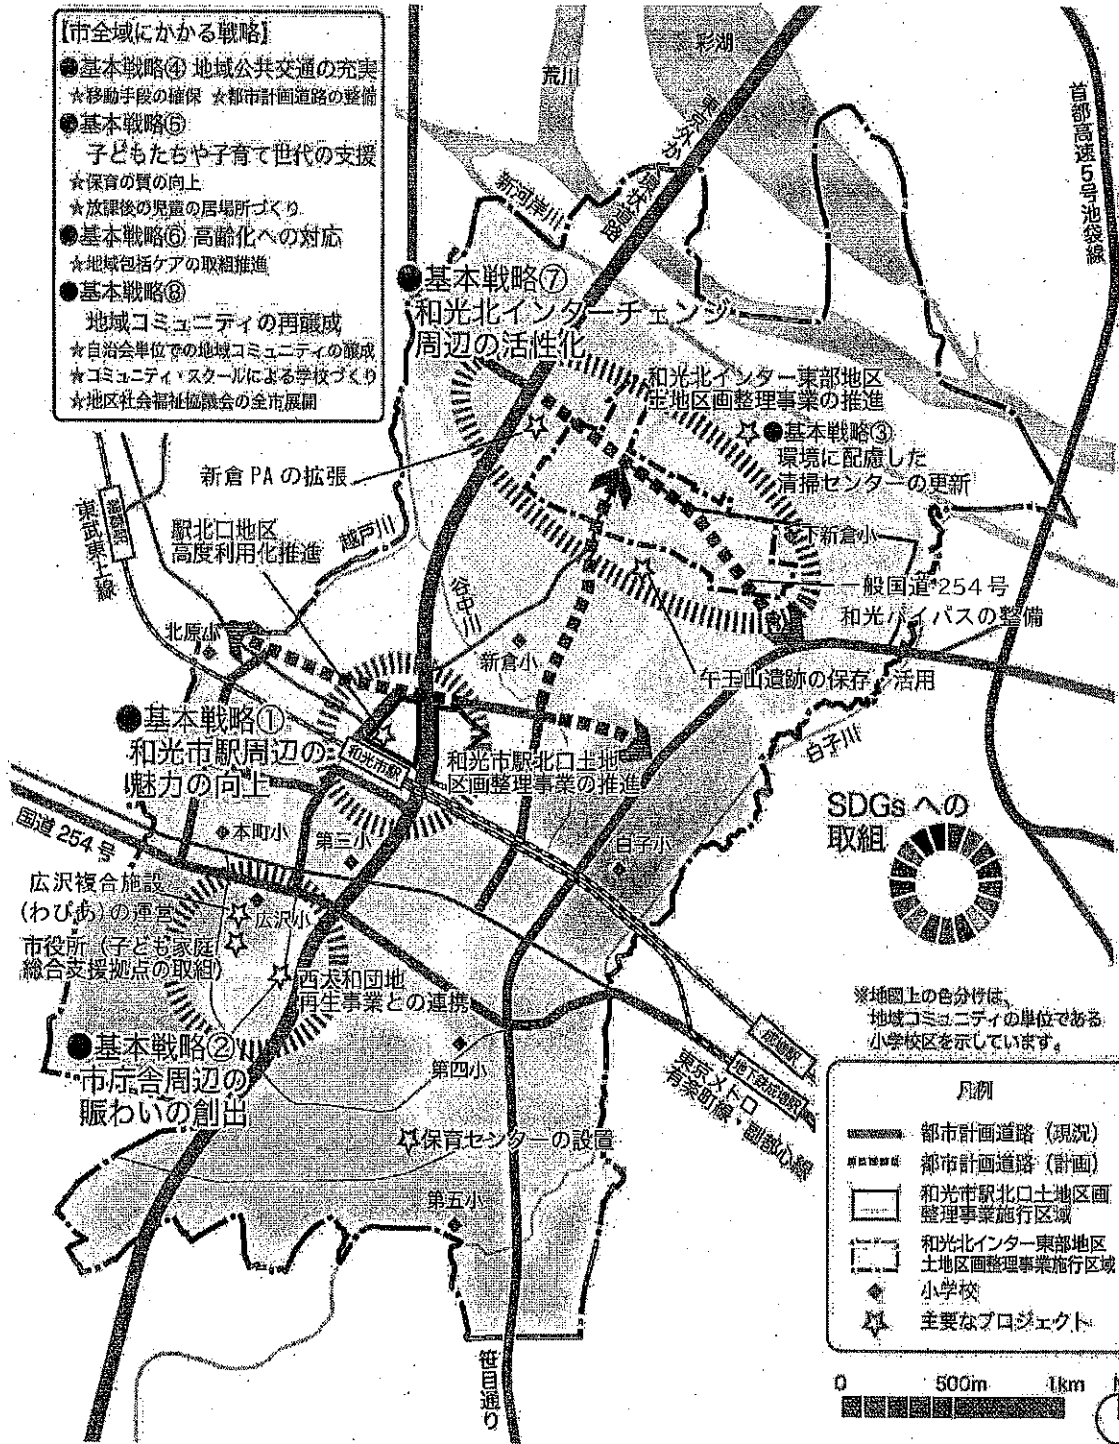 【市全域にかかる戦略】
●基本戦略④ 地域公共交通の充実
☆移動手段の確保 ☆都市計画道路の整備
●基本戦略⑤
子どもたちや子育て世代の支援
☆保育の質の向上
☆放課後の児童の居場所づくり
●基本戦略⑥ 高齢化への対応
☆地域包括ケアの取組推進
●基本戦略⑧
地域コミュニティの再醸成
☆自治会単位での地域コミュニティの醸成
☆コミュニティ・スクールによる学校づくり
☆地区社会福祉協議会の全市展開
彩湖
荒川
東京外かく環状道路
首都高速5号池袋線
新河岸川
●基本戦略⑦
和光北インターチェンジ
周辺の活性化
和光北インター東部地区
土地区画整理事業の推進
☆●基本戦略③
環境に配慮した
清掃センターの更新
新倉PAの拡張
東武東上線
駅北口地区
高度利用化推進
越戸川
谷中川
下新倉小
一般国道254号
和光バイパスの整備
北原小
新倉小
午王山遺跡の保存・活用
白子川
●基本戦略①
和光市駅周辺の
魅力の向上
和光市駅
和光市駅北口土地
区画整理事業の推進
SDGsへの
取組
国道254号
本町小
第三小
白子小
広沢複合施設
(わぴあ)の運営
広沢小
市役所(子ども家庭
総合支援拠点の取組)
☆西大和団地
再生事業との連携
※地図上の色分けは、
地域コミュニティの単位である
小学校区を示しています。
●基本戦略②
市庁舎周辺の
賑わいの創出
第四小
成増駅
地下鉄成増駅
東京メトロ
有楽町線・副都心線
☆保育センターの設置
第五小
笹目通り
凡例
都市計画道路(現況)
都市計画道路(計画)
和光市駅北口土地区画
整理事業施行区域
和光北インター東部地区
土地区画整理事業施行区域
小学校
主要なプロジェクト
0 500m 1km